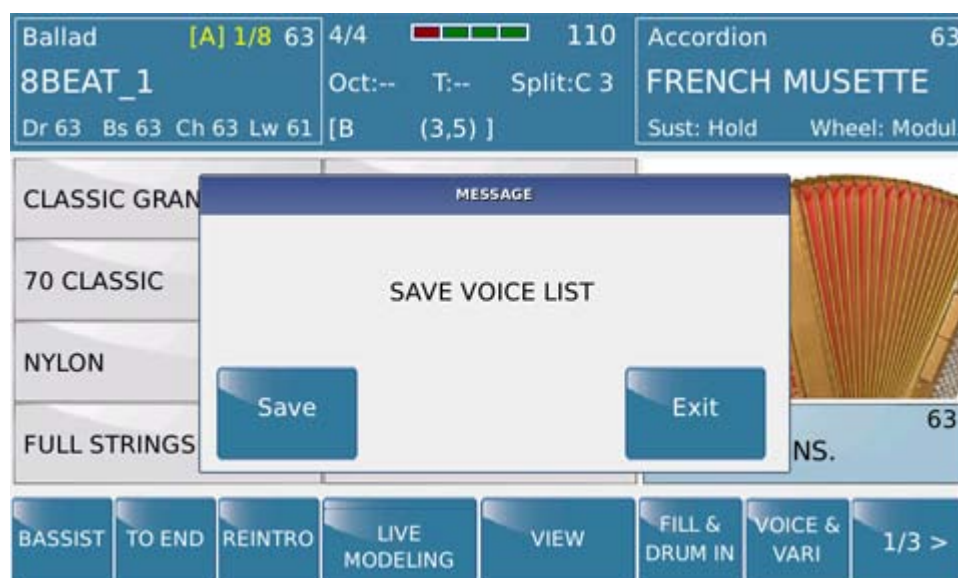 Ballad [A] 1/8 63
8BEAT_1
Dr 63 Bs 63 Ch 63 Lw 61
4/4 110
Oct:-- T:-- Split:C 3
[B (3,5) ]
Accordion 63
FRENCH MUSETTE
Sust: Hold Wheel: Modul.
CLASSIC GRAN
70 CLASSIC
NYLON
FULL STRINGS
MESSAGE
SAVE VOICE LIST
Save Exit
63
NS.
BASSIST
TO END
REINTRO
LIVE
MODELING
VIEW
FILL &
DRUM IN
VOICE &
VARI
1/3 >